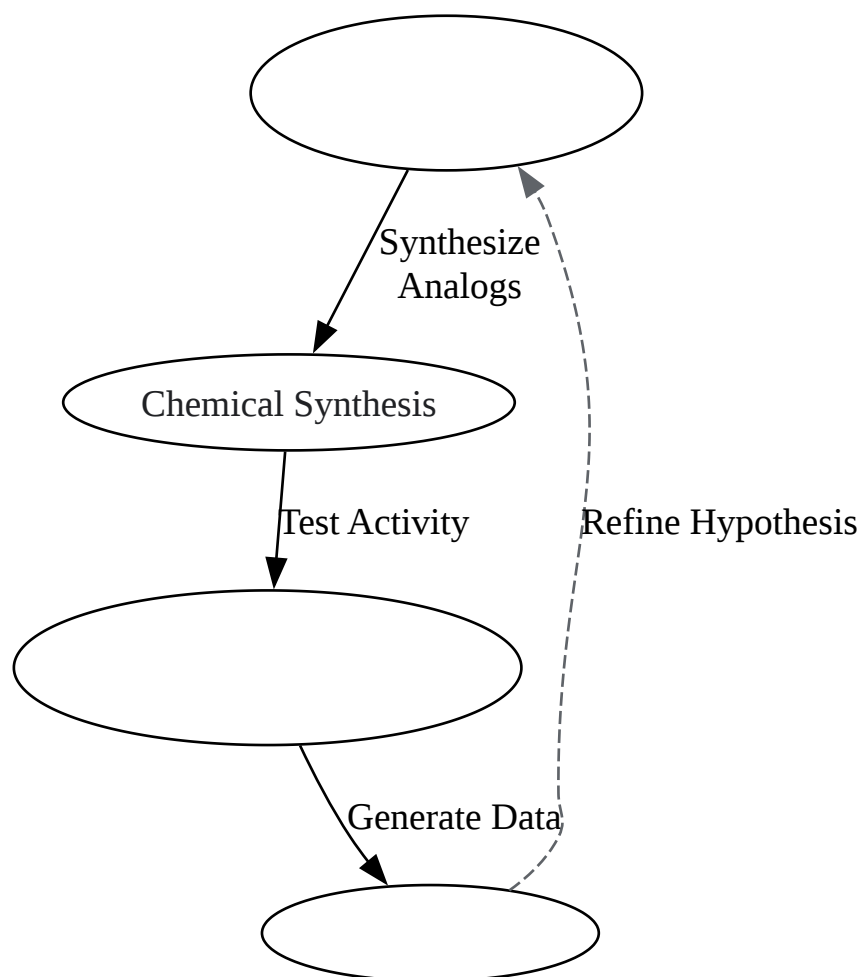 Synthesize
Analogs
Chemical Synthesis
Test Activity
Refine Hypothesis
Generate Data